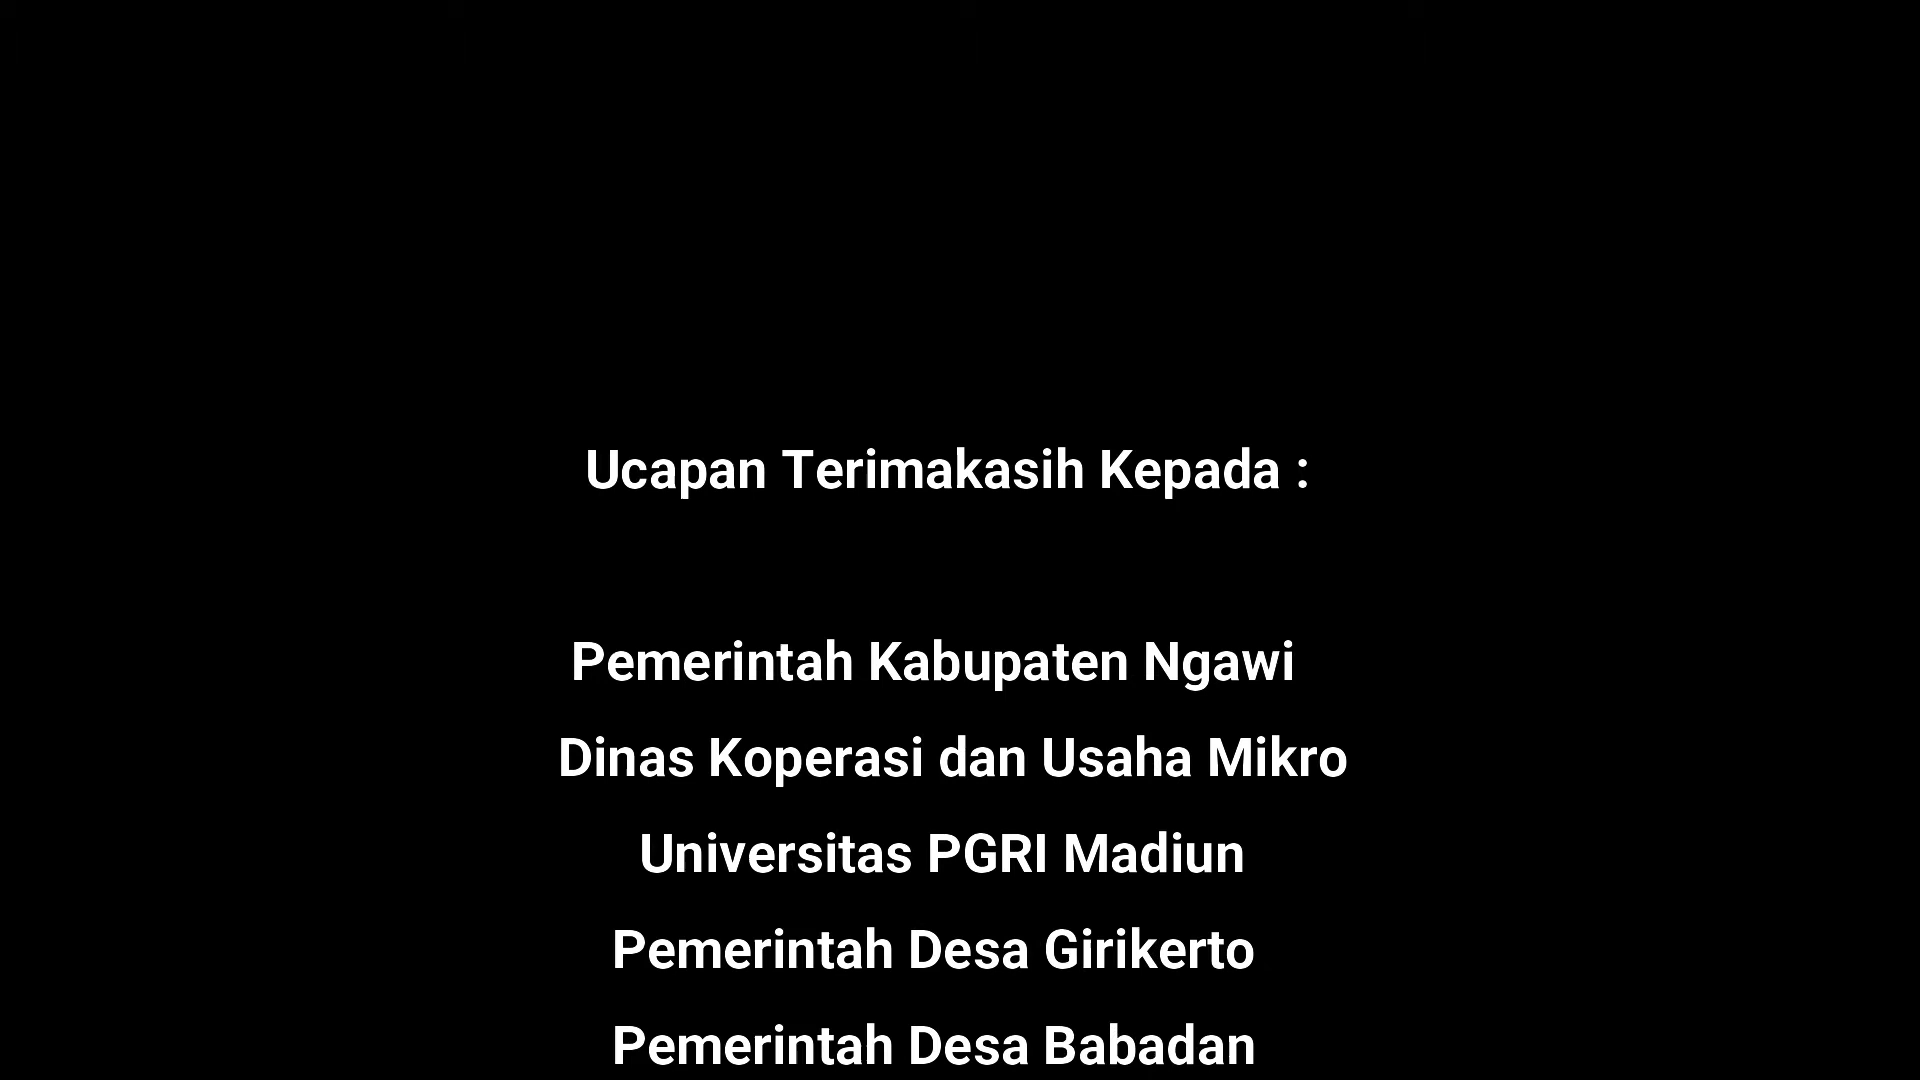 Ucapan Terimakasih Kepada :
Pemerintah Kabupaten Ngawi
Dinas Koperasi dan Usaha Mikro
Universitas PGRI Madiun
Pemerintah Desa Girikerto
Pemerintah Desa Babadan